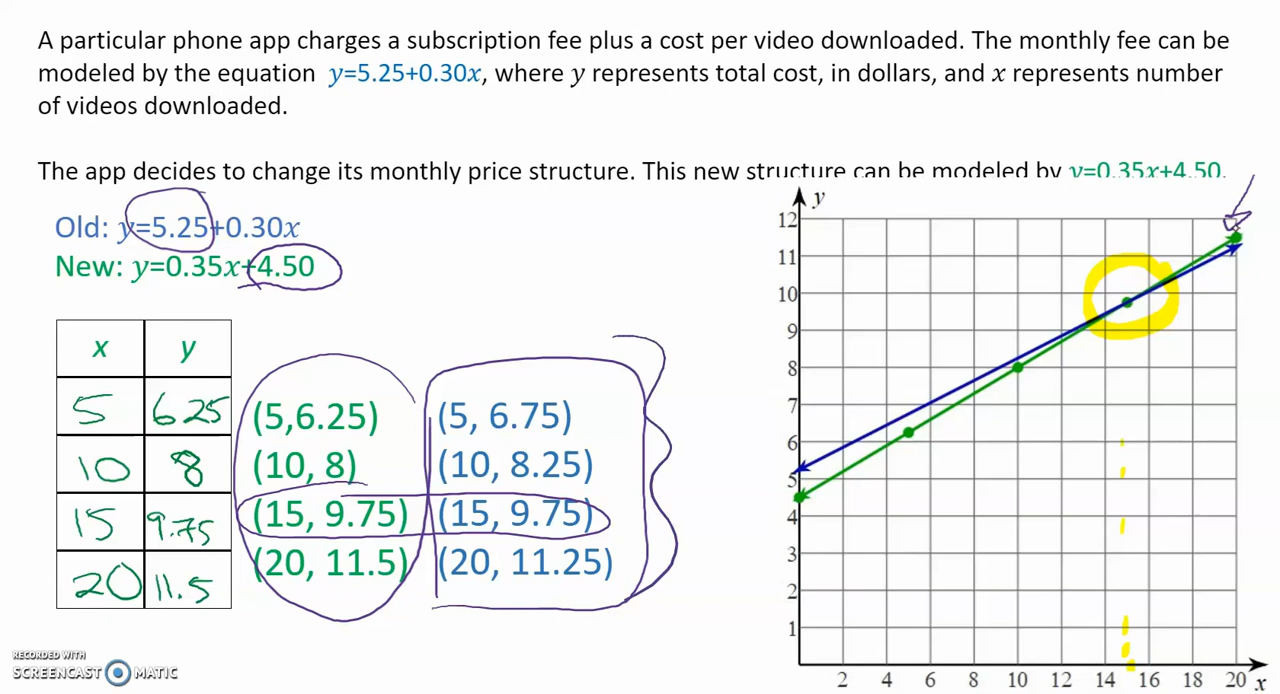 A particular phone app charges a subscription fee plus a cost per video downloaded. The monthly fee can be
modeled by the equation y=5.25+0.30x, where y represents total cost, in dollars, and x represents number
of videos downloaded.
The app decides to change its monthly price structure. This new structure can be modeled by y=0.35x+4.50.
Old: y=5.25+0.30x
New: y=0.35x+4.50
x y
5 6.25
10 8
15 9.75
20 11.5
(5,6.25) (5, 6.75)
(10, 8) (10, 8.25)
(15, 9.75) (15, 9.75)
(20, 11.5) (20, 11.25)
y
12
11
10
9
8
7
6
5
4
3
2
1
2 4 6 8 10 12 14 16 18 20 x
RECORDED WITH
SCREENCAST MATIC